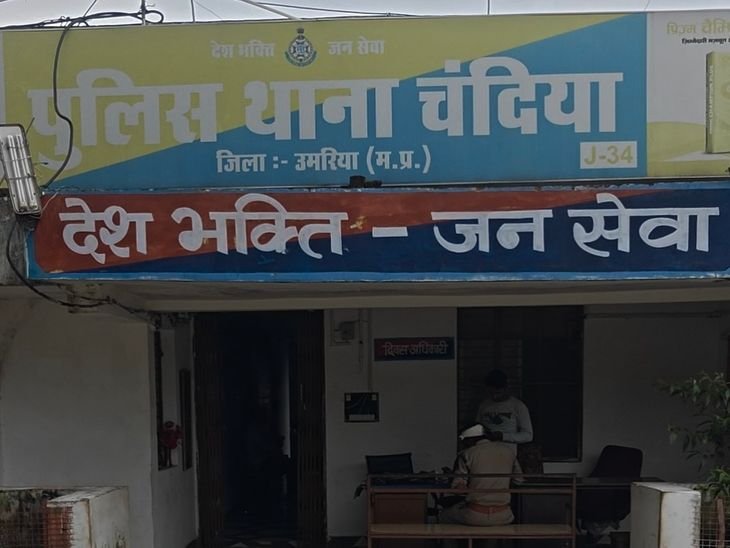 देश भक्ति जन सेवा
पुलिस थाना चंदिया
जिला :- उमरिया (म.प्र.)
J-34
देश भक्ति - जन सेवा
दिवस अधिकारी